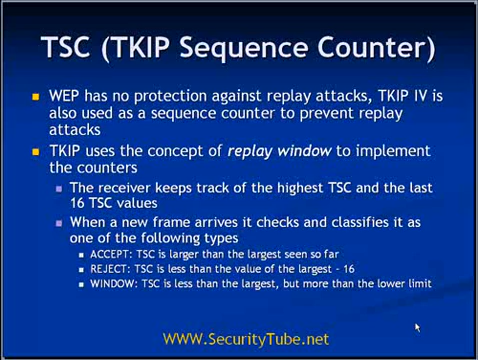 TSC (TKIP Sequence Counter)
WEP has no protection against replay attacks, TKIP IV is
also used as a sequence counter to prevent replay
attacks
TKIP uses the concept of replay window to implement
the counters
The receiver keeps track of the highest TSC and the last
16 TSC values
When a new frame arrives it checks and classifies it as
one of the following types
ACCEPT: TSC is larger than the largest seen so far
REJECT: TSC is less than the value of the largest - 16
WINDOW: TSC is less than the largest, but more than the lower limit
WWW.SecurityTube.net